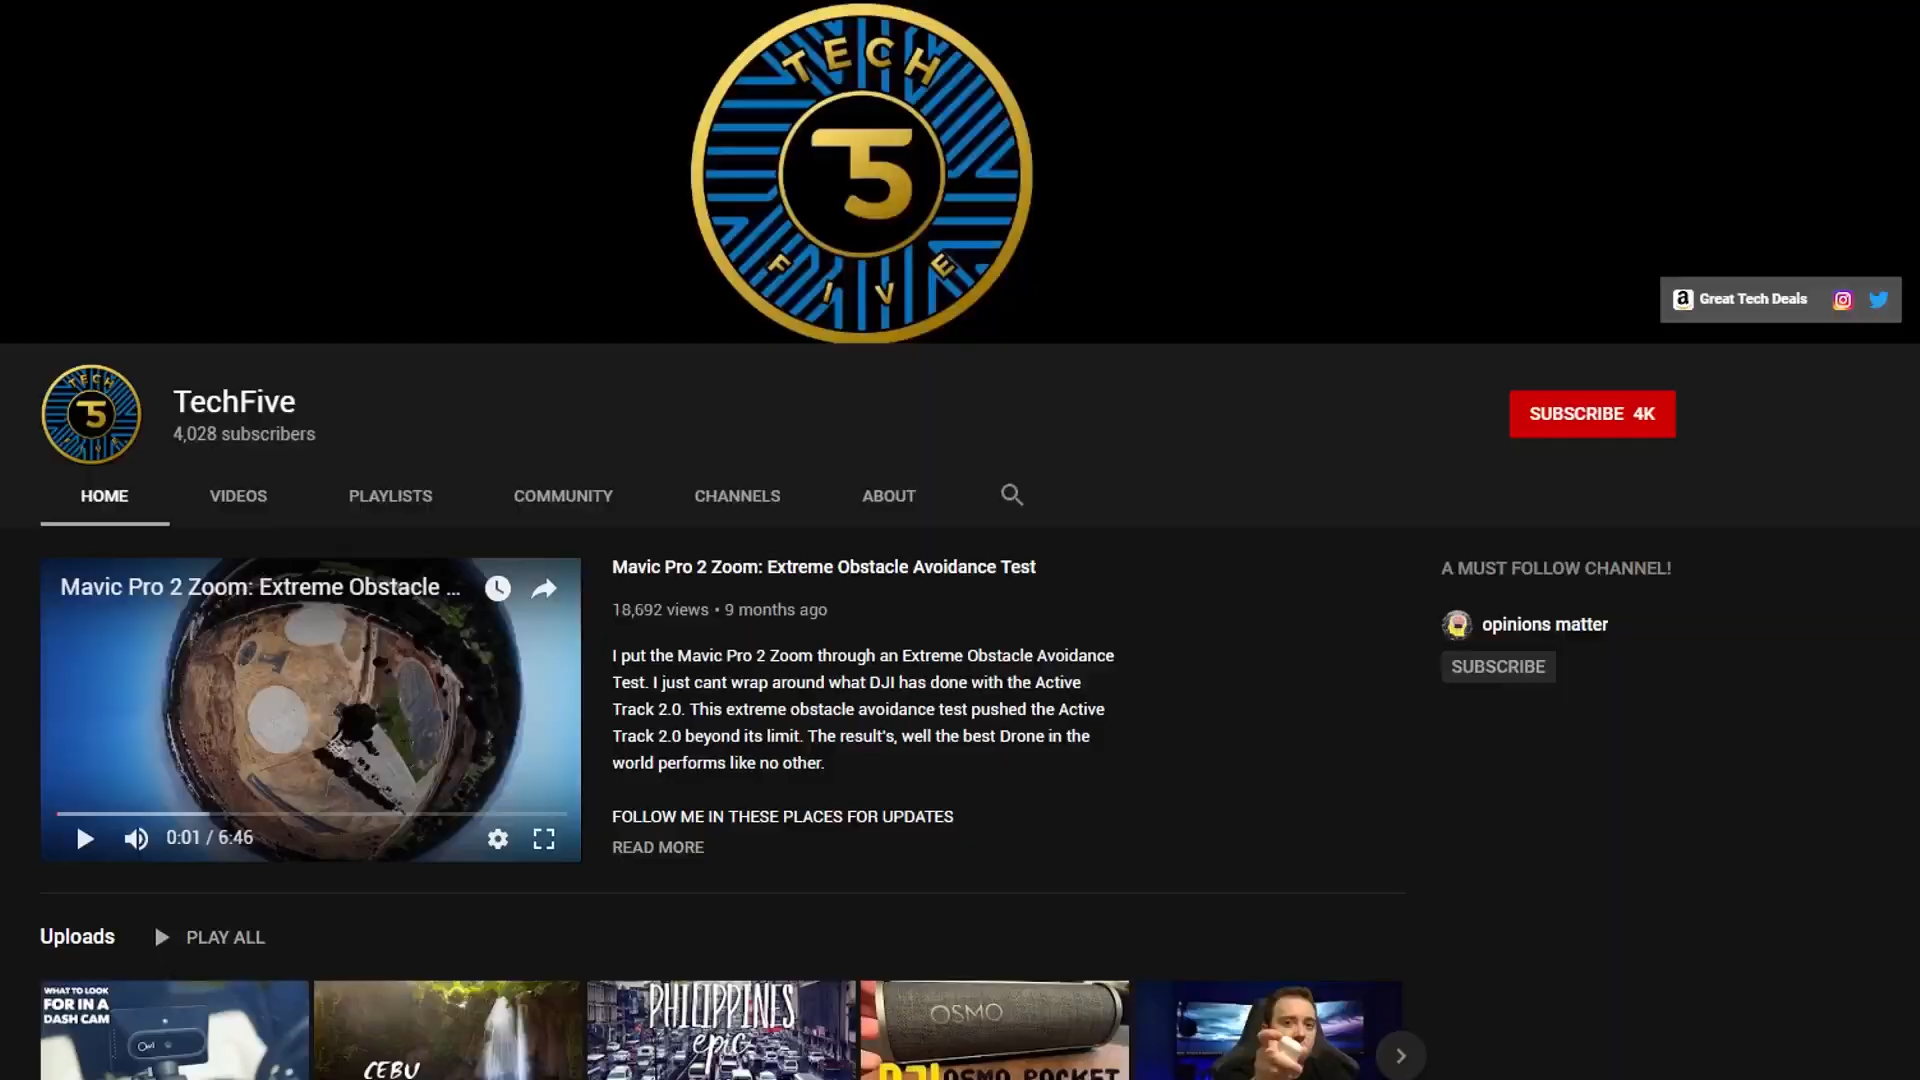 TECH
T5
FIVE
Great Tech Deals
TechFive
4,028 subscribers
SUBSCRIBE 4K
HOME
VIDEOS
PLAYLISTS
COMMUNITY
CHANNELS
ABOUT
Mavic Pro 2 Zoom: Extreme Obstacle ...
0:01 / 6:46
Mavic Pro 2 Zoom: Extreme Obstacle Avoidance Test
18,692 views • 9 months ago
I put the Mavic Pro 2 Zoom through an Extreme Obstacle Avoidance
Test. I just cant wrap around what DJI has done with the Active
Track 2.0. This extreme obstacle avoidance test pushed the Active
Track 2.0 beyond its limit. The result's, well the best Drone in the
world performs like no other.
FOLLOW ME IN THESE PLACES FOR UPDATES
READ MORE
A MUST FOLLOW CHANNEL!
opinions matter
SUBSCRIBE
Uploads
PLAY ALL
WHAT TO LOOK
FOR IN A
DASH CAM
Owl
CEBU
PHILIPPINES
epic
OSMO
DJI OSMO POCKET